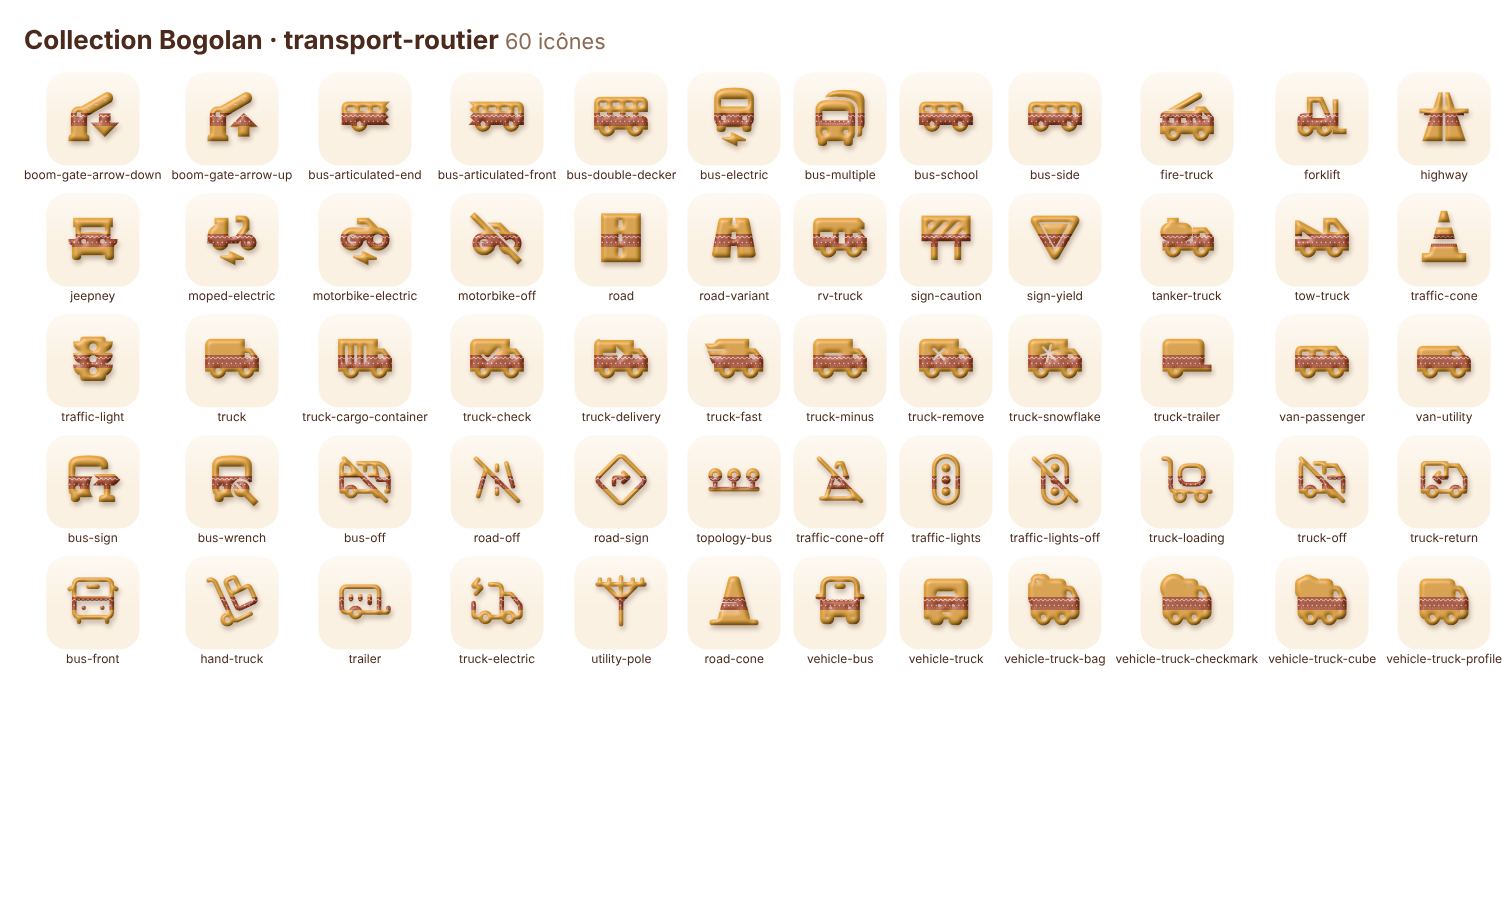 Collection Bogolan · transport-routier 60 icônes
boom-gate-arrow-down boom-gate-arrow-up bus-articulated-end bus-articulated-front bus-double-decker bus-electric bus-multiple bus-school bus-side fire-truck forklift highway
jeepney moped-electric motorbike-electric motorbike-off road road-variant rv-truck sign-caution sign-yield tanker-truck tow-truck traffic-cone
traffic-light truck truck-cargo-container truck-check truck-delivery truck-fast truck-minus truck-remove truck-snowflake truck-trailer van-passenger van-utility
bus-sign bus-wrench bus-off road-off road-sign topology-bus traffic-cone-off traffic-lights traffic-lights-off truck-loading truck-off truck-return
bus-front hand-truck trailer truck-electric utility-pole road-cone vehicle-bus vehicle-truck vehicle-truck-bag vehicle-truck-checkmark vehicle-truck-cube vehicle-truck-profile